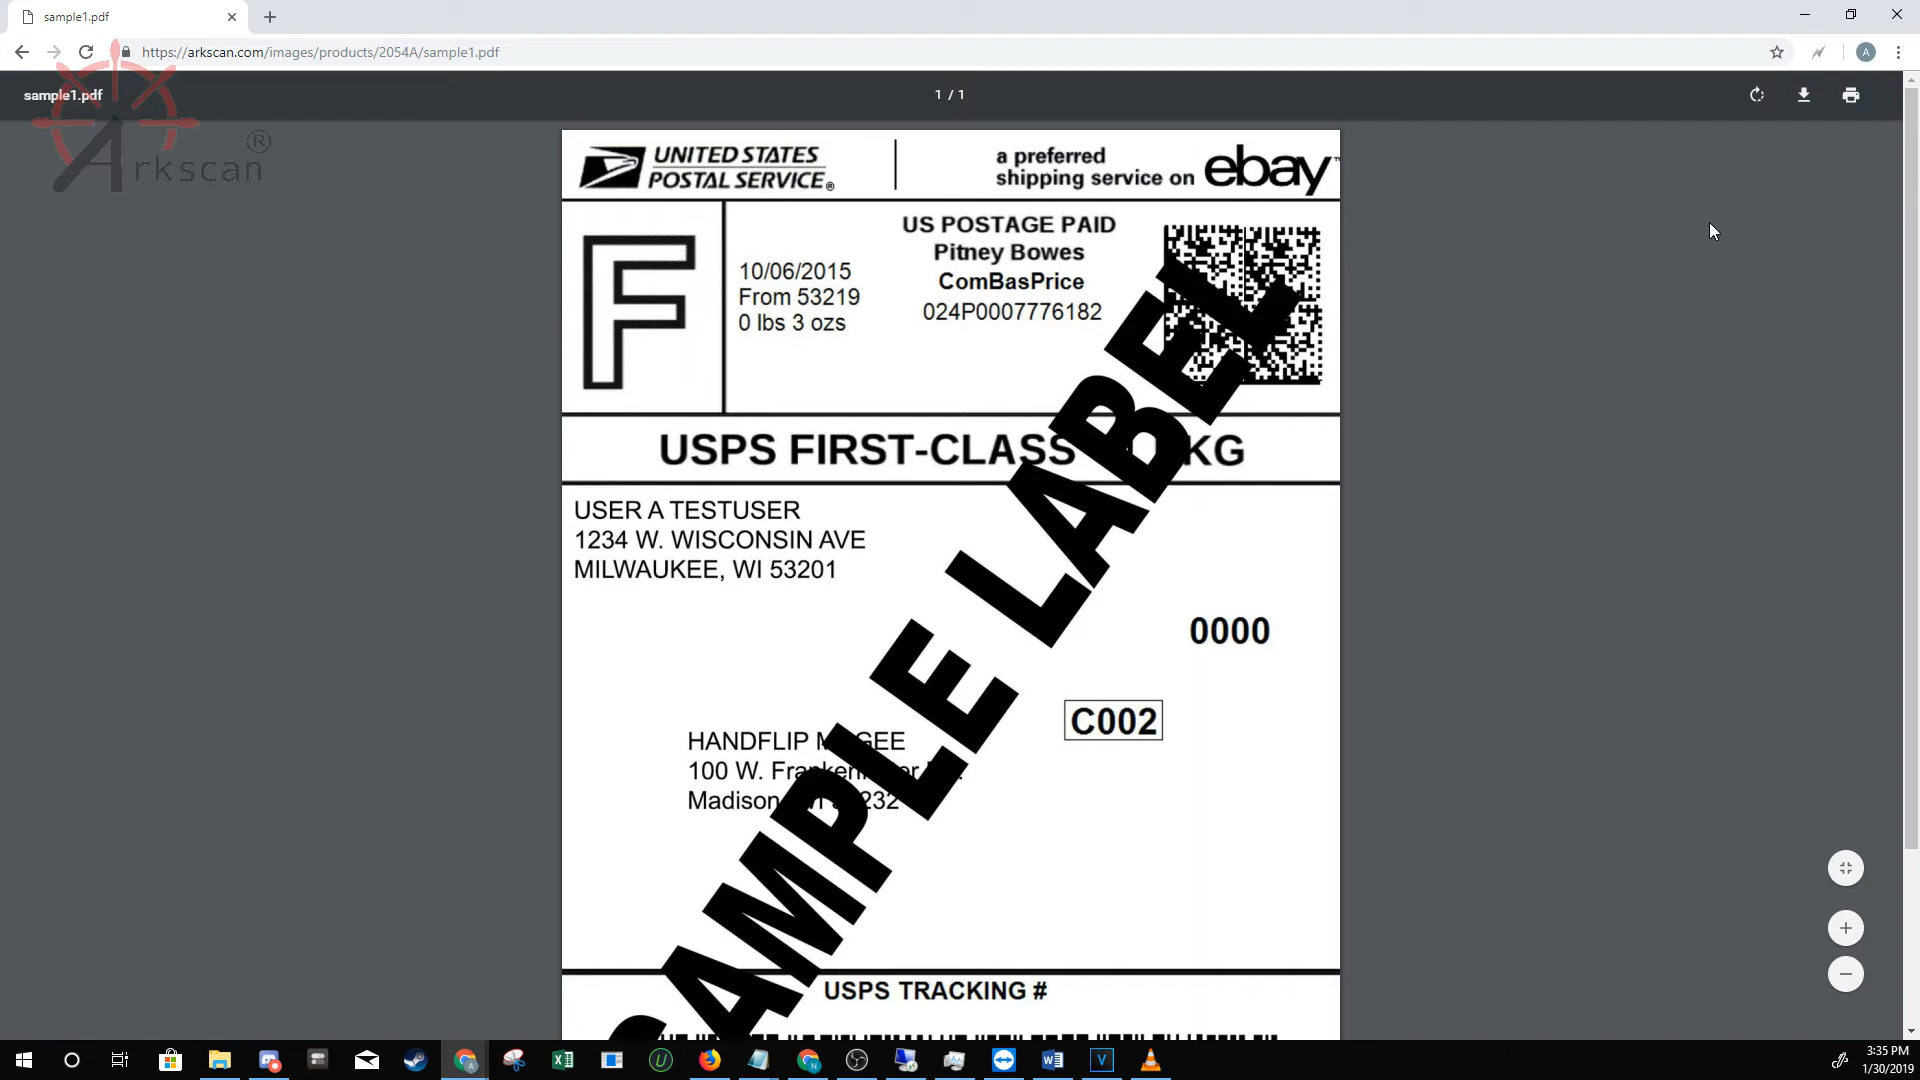 sample1.pdf
https://arkscan.com/images/products/2054A/sample1.pdf
A
sample1.pdf
1 / 1
Arkscan®
UNITED STATES
POSTAL SERVICE®
a preferred
shipping service on ebay™
F
10/06/2015
From 53219
0 lbs 3 ozs
US POSTAGE PAID
Pitney Bowes
ComBasPrice
024P0007776182
USPS FIRST-CLASS KG
USER A TESTUSER
1234 W. WISCONSIN AVE
MILWAUKEE, WI 53201
0000
C002
HANDFLIP
100 W.
Madison
SAMPLE LABEL
USPS TRACKING #
3:35 PM
1/30/2019